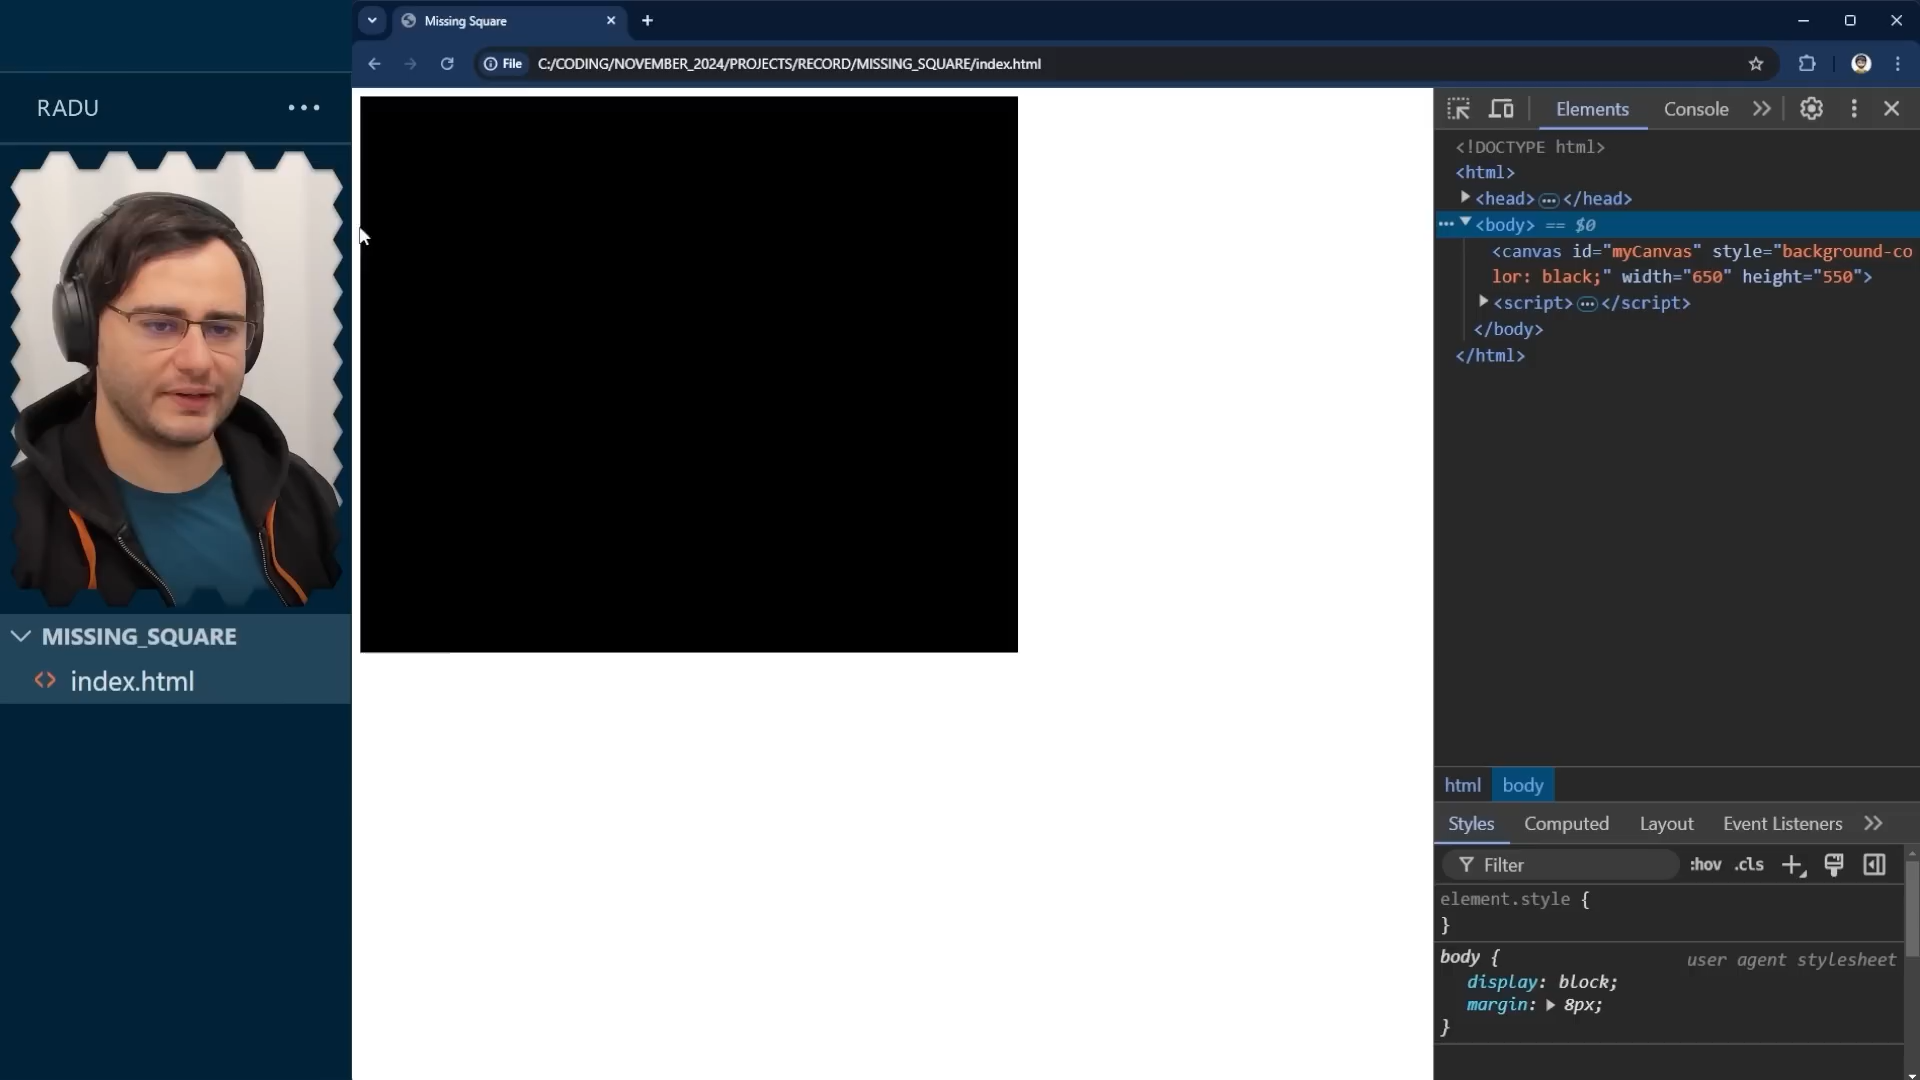 Missing Square
File
C:/CODING/NOVEMBER_2024/PROJECTS/RECORD/MISSING_SQUARE/index.html
RADU
MISSING_SQUARE
<> index.html
Elements
Console
<!DOCTYPE html>
<html>
<head> ... </head>
... <body> == $0
<canvas id="myCanvas" style="background-co
lor: black;" width="650" height="550">
<script> ... </script>
</body>
</html>
html body
Styles Computed Layout Event Listeners
Filter :hov .cls
element.style {
}
body { user agent stylesheet
display: block;
margin: 8px;
}